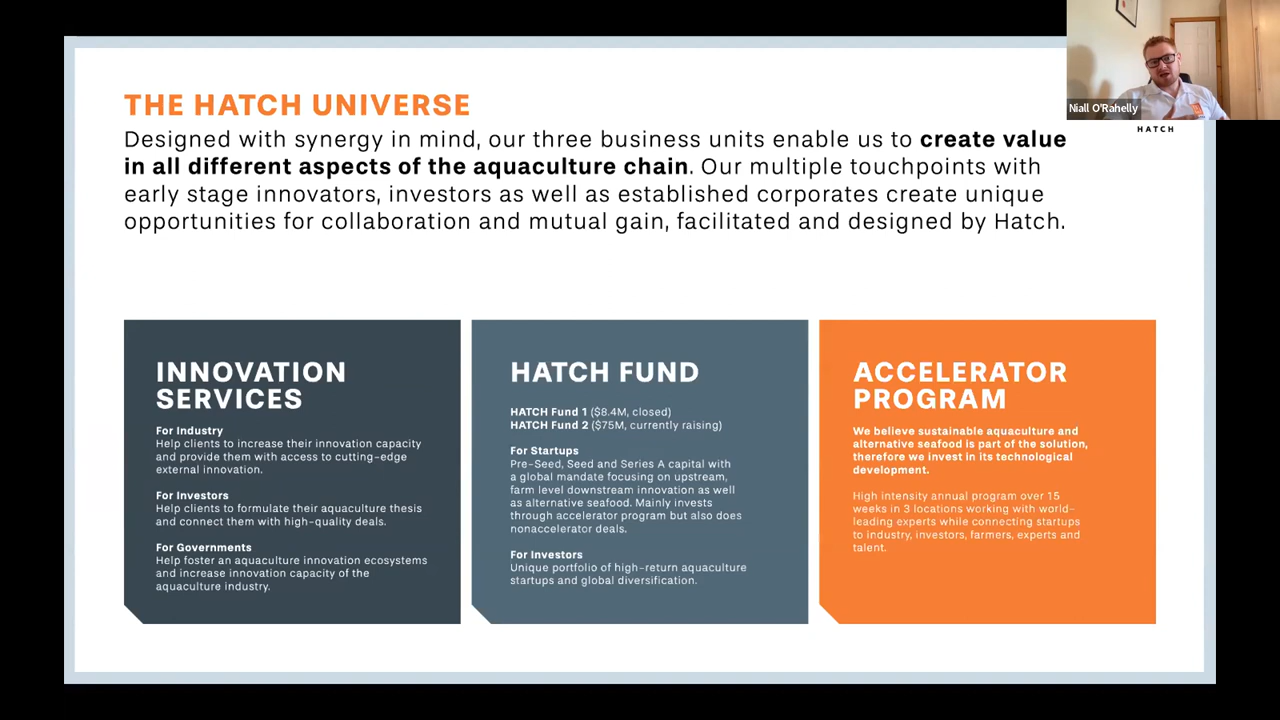 THE HATCH UNIVERSE
Designed with synergy in mind, our three business units enable us to create value
in all different aspects of the aquaculture chain. Our multiple touchpoints with
early stage innovators, investors as well as established corporates create unique
opportunities for collaboration and mutual gain, facilitated and designed by Hatch.
Niall O'Rahelly
HATCH
INNOVATION
SERVICES
For Industry
Help clients to increase their innovation capacity
and provide them with access to cutting-edge
external innovation.
For Investors
Help clients to formulate their aquaculture thesis
and connect them with high-quality deals.
For Governments
Help foster an aquaculture innovation ecosystems
and increase innovation capacity of the
aquaculture industry.
HATCH FUND
HATCH Fund 1 ($8.4M, closed)
HATCH Fund 2 ($75M, currently raising)
For Startups
Pre-Seed, Seed and Series A capital with
a global mandate focusing on upstream,
farm level downstream innovation as well
as alternative seafood. Mainly invests
through accelerator program but also does
nonaccelerator deals.
For Investors
Unique portfolio of high-return aquaculture
startups and global diversification.
ACCELERATOR
PROGRAM
We believe sustainable aquaculture and
alternative seafood is part of the solution,
therefore we invest in its technological
development.
High intensity annual program over 15
weeks in 3 locations working with world-
leading experts while connecting startups
to industry, investors, farmers, experts and
talent.